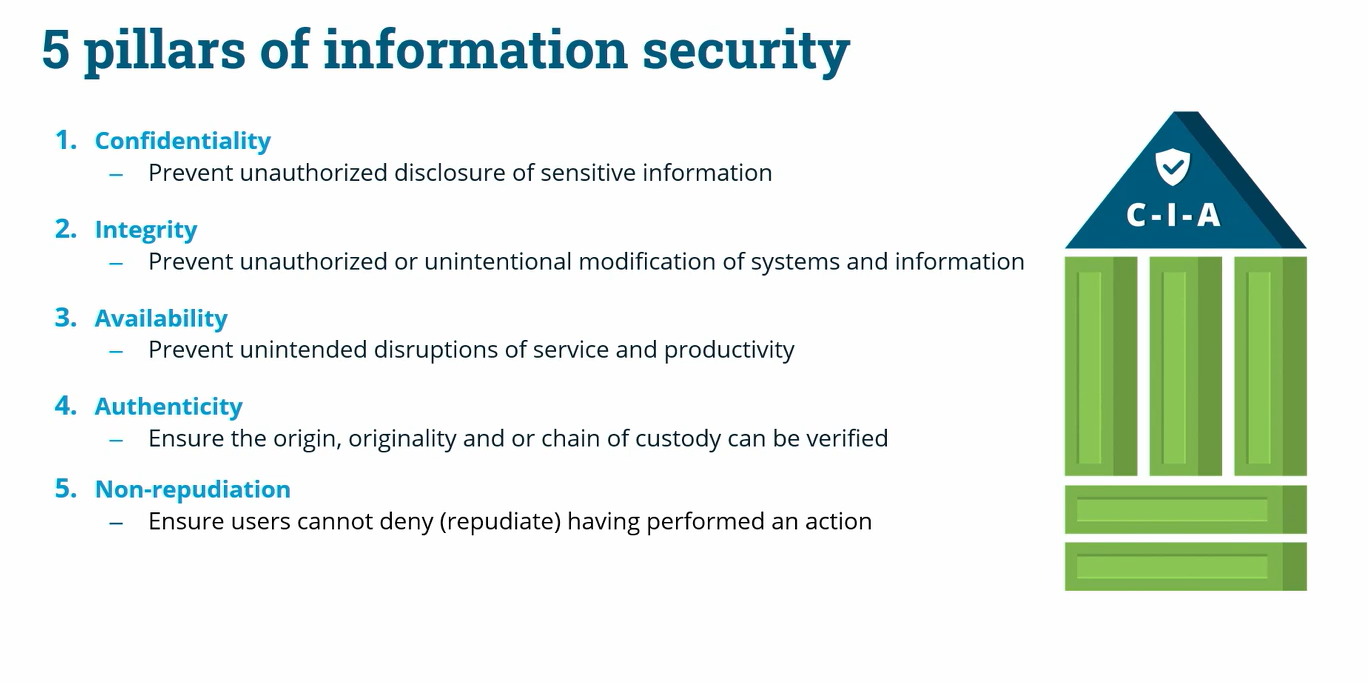 5 pillars of information security
1. Confidentiality
– Prevent unauthorized disclosure of sensitive information
2. Integrity
– Prevent unauthorized or unintentional modification of systems and information
3. Availability
– Prevent unintended disruptions of service and productivity
4. Authenticity
– Ensure the origin, originality and or chain of custody can be verified
5. Non-repudiation
– Ensure users cannot deny (repudiate) having performed an action
C-I-A